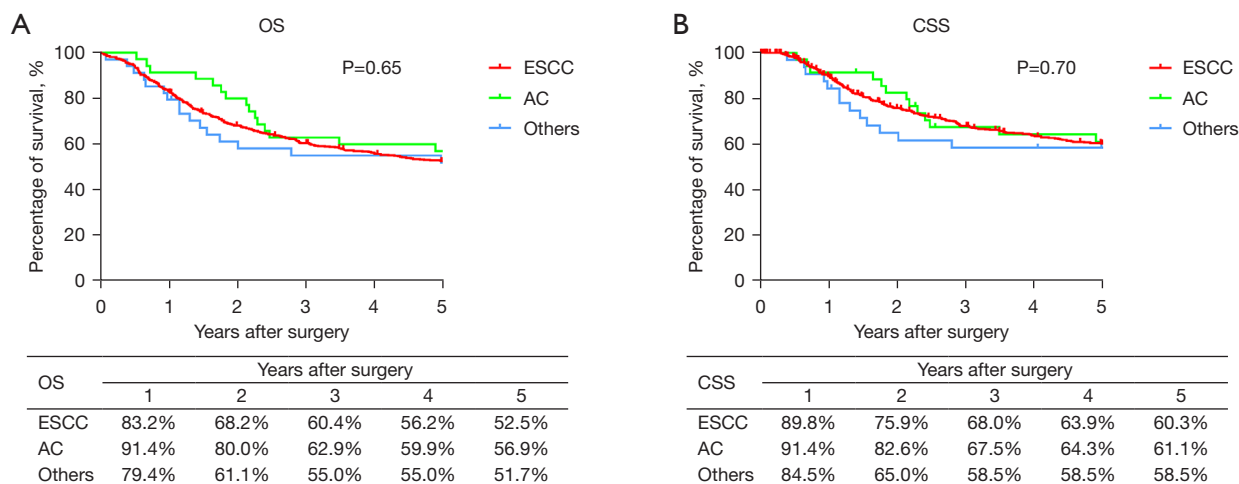 A
OS
100
80
60
40
20
0
Percentage of survival, %
P=0.65
ESCC
AC
Others
0 1 2 3 4 5
Years after surgery
OS
Years after surgery
1 2 3 4 5
ESCC 83.2% 68.2% 60.4% 56.2% 52.5%
AC 91.4% 80.0% 62.9% 59.9% 56.9%
Others 79.4% 61.1% 55.0% 55.0% 51.7%
B
CSS
100
80
60
40
20
0
Percentage of survival, %
P=0.70
ESCC
AC
Others
0 1 2 3 4 5
Years after surgery
CSS
Years after surgery
1 2 3 4 5
ESCC 89.8% 75.9% 68.0% 63.9% 60.3%
AC 91.4% 82.6% 67.5% 64.3% 61.1%
Others 84.5% 65.0% 58.5% 58.5% 58.5%